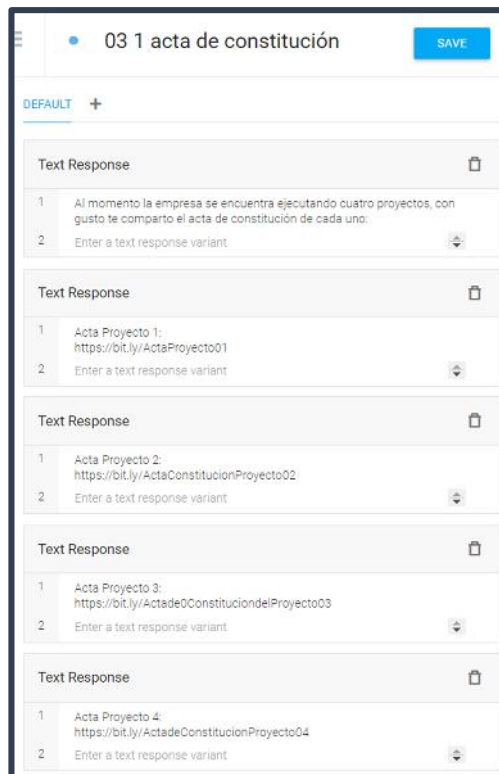 03 1 acta de constitución
SAVE
DEFAULT +
Text Response
1 Al momento la empresa se encuentra ejecutando cuatro proyectos, con
gusto te comparto el acta de constitución de cada uno:
2 Enter a text response variant
Text Response
1 Acta Proyecto 1:
https://bit.ly/ActaProyecto01
2 Enter a text response variant
Text Response
1 Acta Proyecto 2:
https://bit.ly/ActaConstitucionProyecto02
2 Enter a text response variant
Text Response
1 Acta Proyecto 3:
https://bit.ly/Actade0ConstituciondelProyecto03
2 Enter a text response variant
Text Response
1 Acta Proyecto 4:
https://bit.ly/ActadeConstitucionProyecto04
2 Enter a text response variant